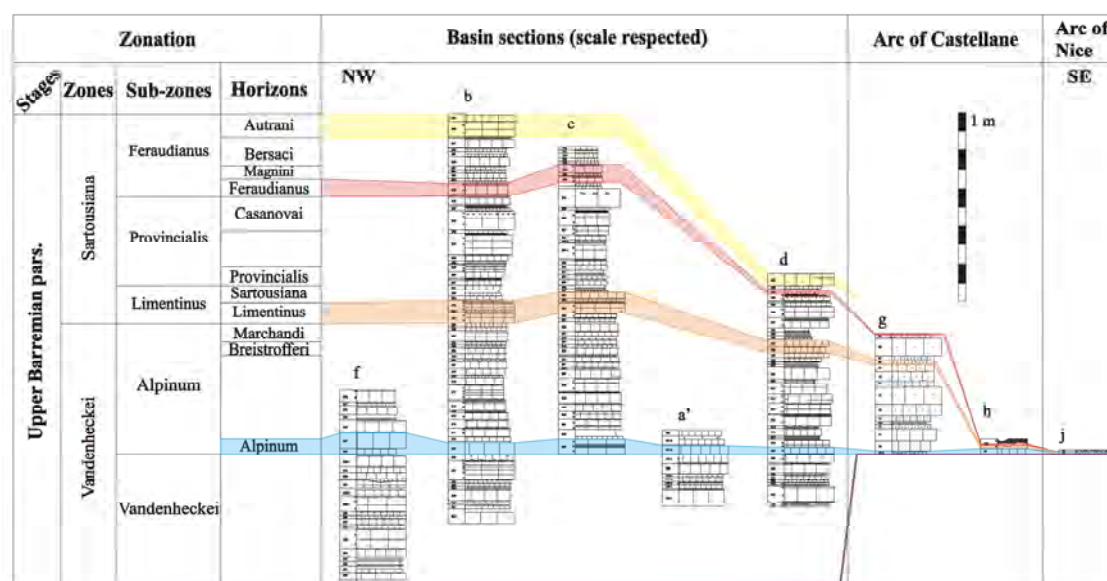 Zonation
Basin sections (scale respected)
Arc of Castellane
Arc of
Nice
Stages
Zones
Sub-zones
Horizons
NW
SE
Upper Barremian pars.
Sartousiana
Vandenheckei
Feraudianus
Provincialis
Limentinus
Alpinum
Vandenheckei
Autrani
Bersaci
Magnini
Feraudianus
Casanovai
Provincialis
Sartousiana
Limentinus
Marchandi
Breistrofferi
Alpinum
f
b
c
a'
d
g
h
j
1 m